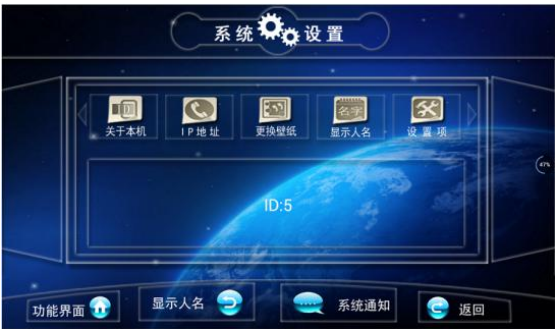 系统设置
关于本机
IP地址
更换壁纸
名字
显示人名
设置项
47%
ID:5
功能界面
显示人名
系统通知
返回